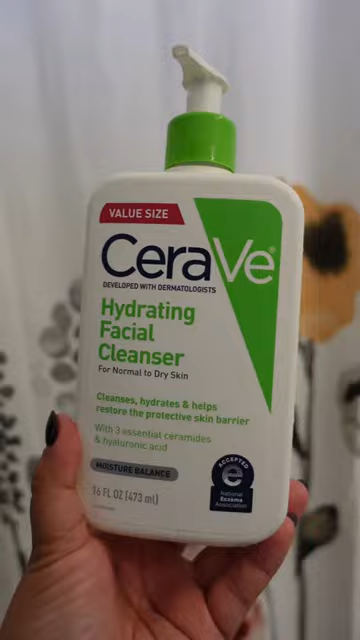 VALUE SIZE
CeraVe®
DEVELOPED WITH DERMATOLOGISTS
Hydrating
Facial
Cleanser
For Normal to Dry Skin
Cleanses, hydrates & helps
restore the protective skin barrier
With 3 essential ceramides
& hyaluronic acid
MOISTURE BALANCE
16 FL OZ (473 ml)
ACCEPTED
e
National
Eczema
Association